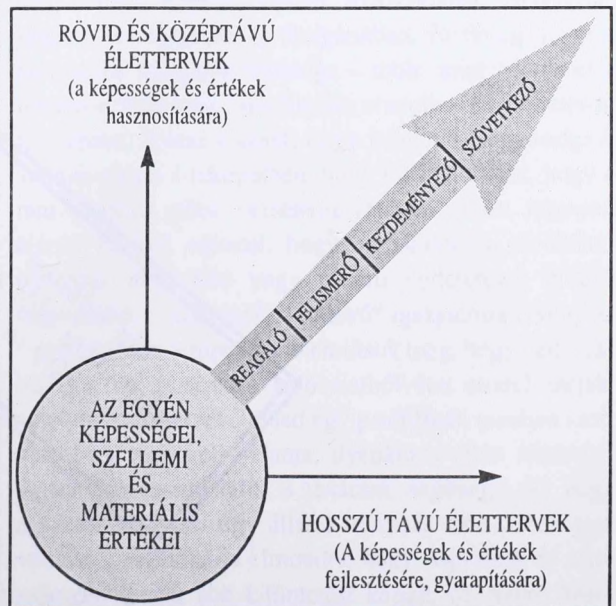 RÖVID ÉS KÖZÉPTÁVÚ
ÉLETTERVEK
(a képességek és értékek
hasznosítására)
REAGÁLÓ
FELISMERŐ
KEZDEMÉNYEZŐ
SZÖVETKEZŐ
AZ EGYÉN
KÉPESSÉGEI,
SZELLEMI
ÉS
MATERIÁLIS
ÉRTÉKEI
HOSSZÚ TÁVÚ ÉLETTERVEK
(A képességek és értékek
fejlesztésére, gyarapítására)